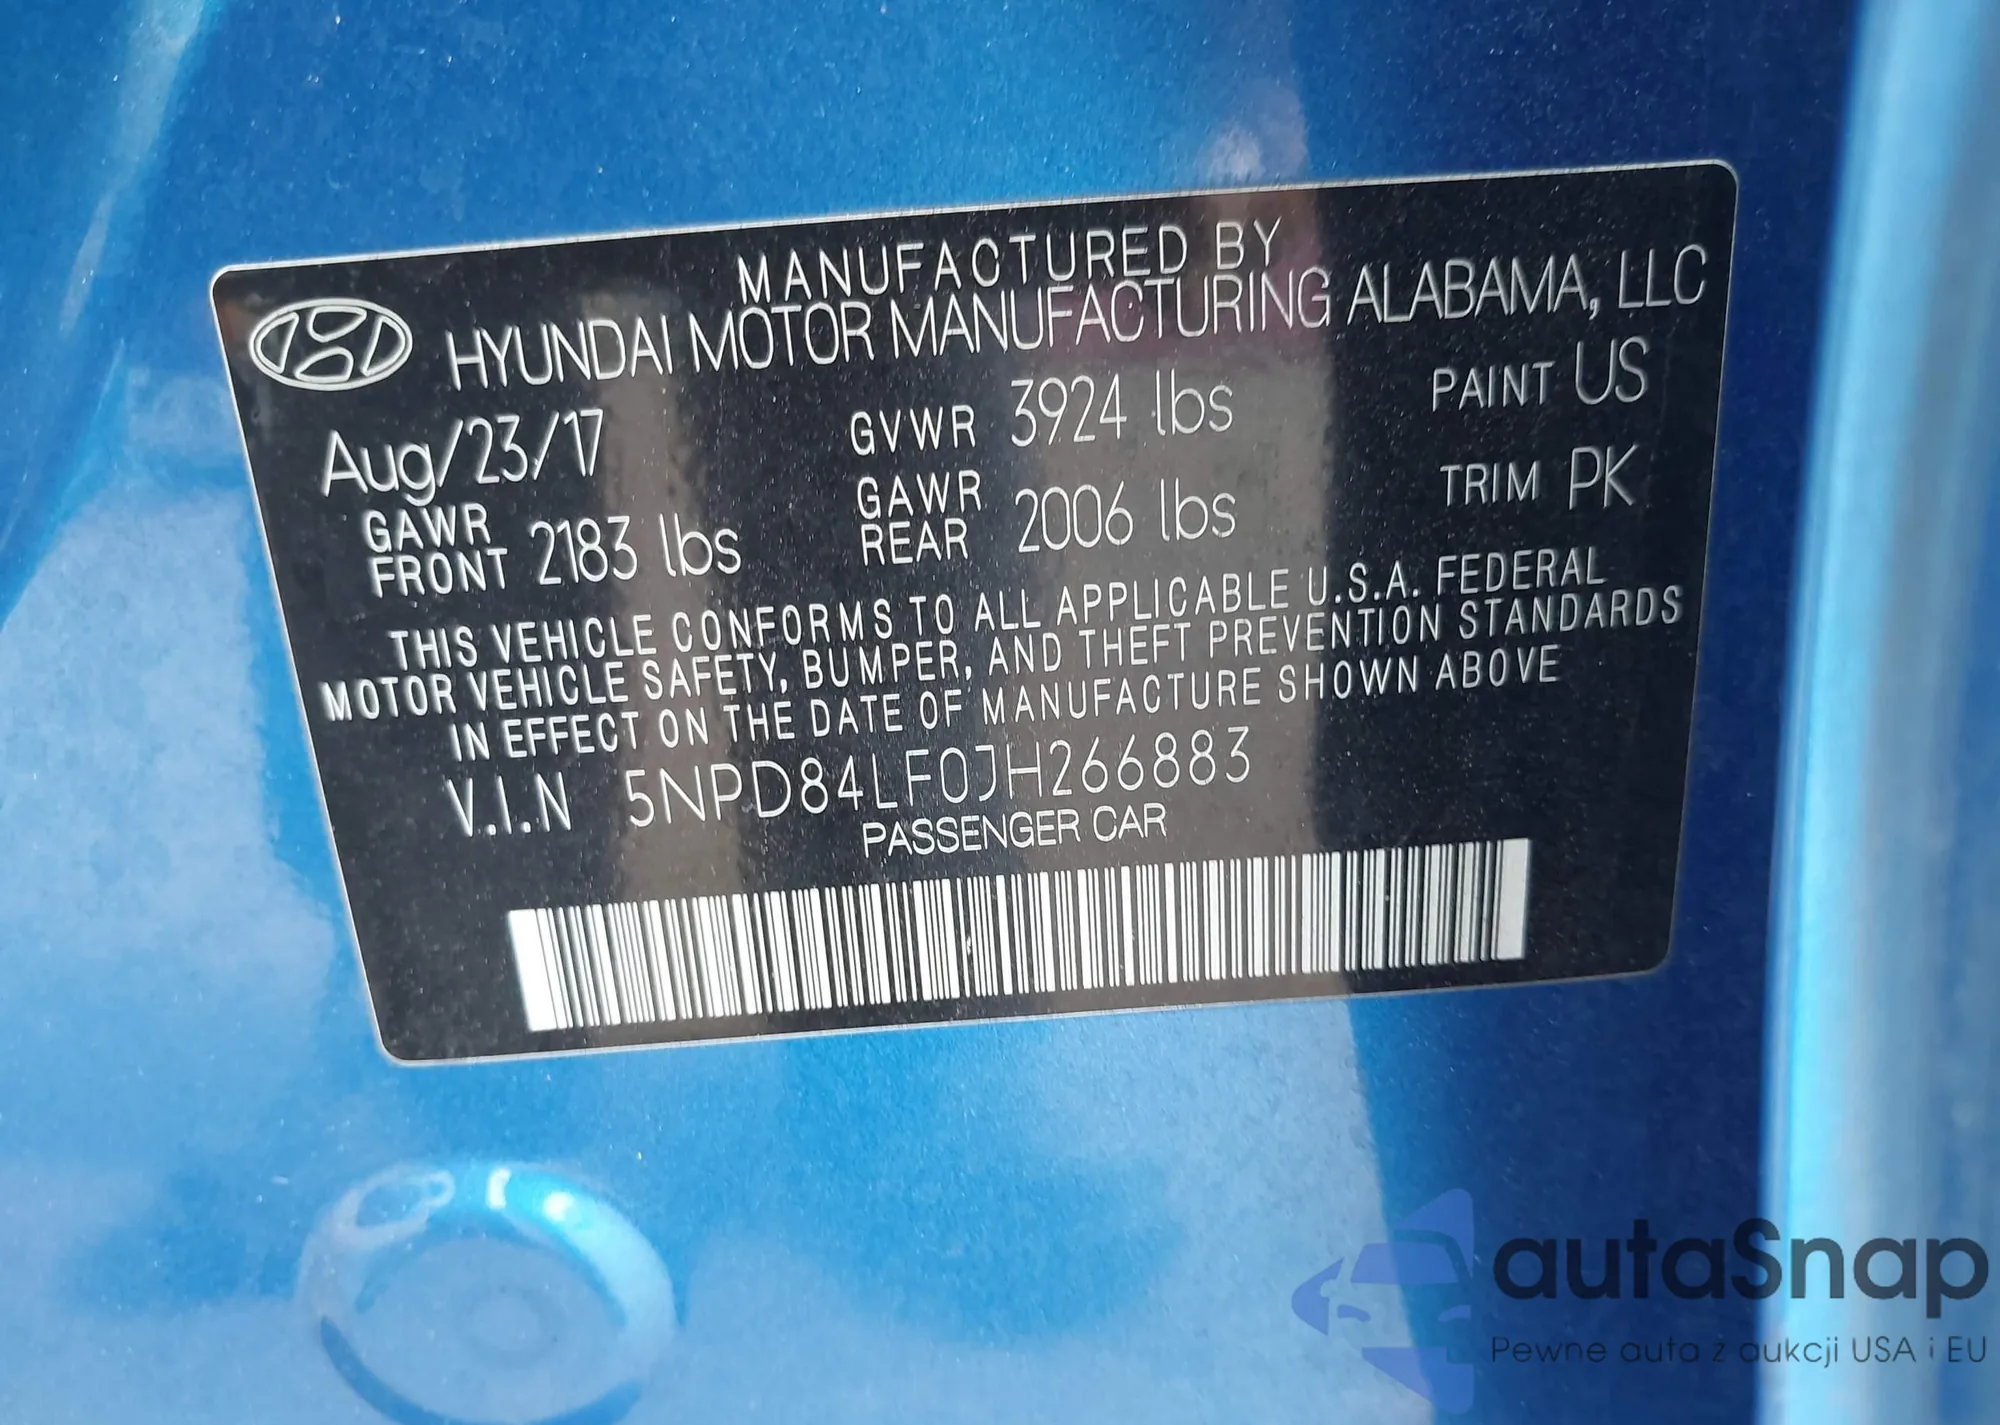 MANUFACTURED BY
HYUNDAI MOTOR MANUFACTURING ALABAMA, LLC
Aug/23/17 GVWR 3924 lbs PAINT US
GAWR FRONT 2183 lbs GAWR REAR 2006 lbs TRIM PK
THIS VEHICLE CONFORMS TO ALL APPLICABLE U.S.A. FEDERAL
MOTOR VEHICLE SAFETY, BUMPER, AND THEFT PREVENTION STANDARDS
IN EFFECT ON THE DATE OF MANUFACTURE SHOWN ABOVE
V.I.N 5NPD84LF0JH266883
PASSENGER CAR
autaSnap
Pewne auta z aukcji USA i EU